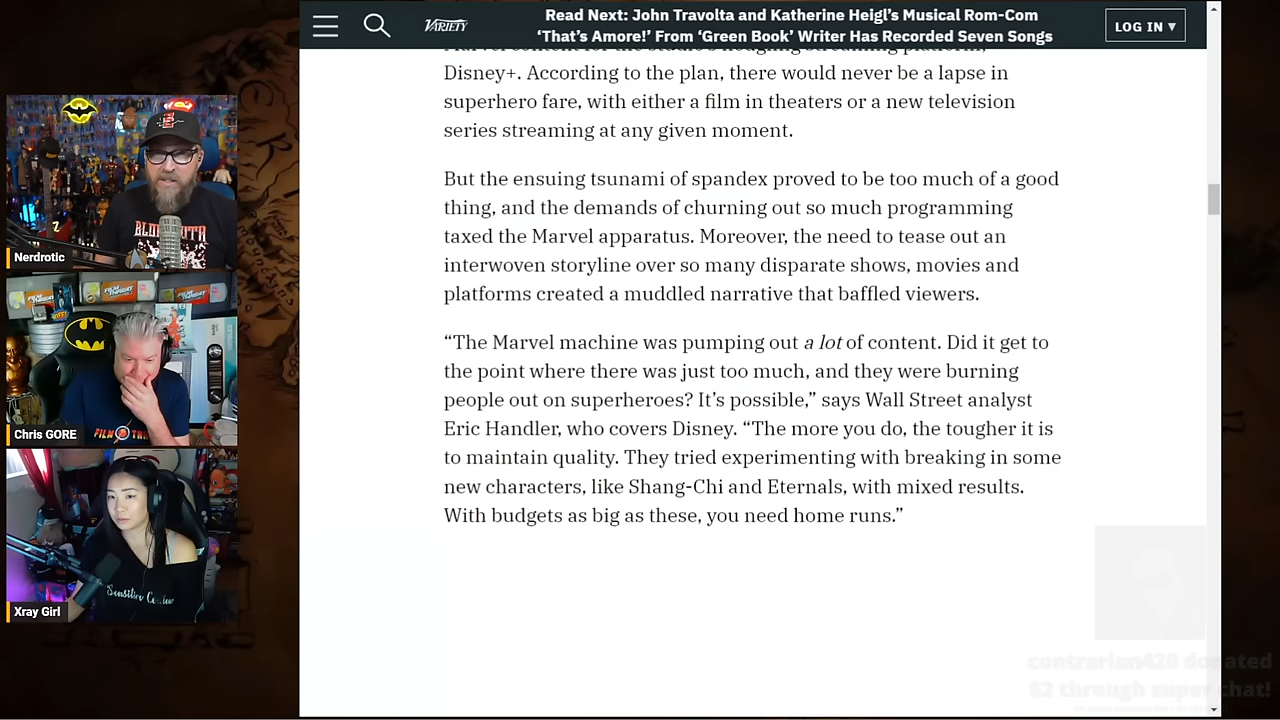 VARIETY
Read Next: John Travolta and Katherine Heigl's Musical Rom-Com
'That's Amore!' From 'Green Book' Writer Has Recorded Seven Songs
LOG IN ▾
Marvel content for the studio's fledgling streaming platform,
Disney+. According to the plan, there would never be a lapse in
superhero fare, with either a film in theaters or a new television
series streaming at any given moment.
But the ensuing tsunami of spandex proved to be too much of a good
thing, and the demands of churning out so much programming
taxed the Marvel apparatus. Moreover, the need to tease out an
interwoven storyline over so many disparate shows, movies and
platforms created a muddled narrative that baffled viewers.
“The Marvel machine was pumping out a lot of content. Did it get to
the point where there was just too much, and they were burning
people out on superheroes? It’s possible,” says Wall Street analyst
Eric Handler, who covers Disney. “The more you do, the tougher it is
to maintain quality. They tried experimenting with breaking in some
new characters, like Shang-Chi and Eternals, with mixed results.
With budgets as big as these, you need home runs.”
Nerdrotic
Chris GORE
FILM TH
Xray Girl
contrarian420 donated
$2 through super chat!